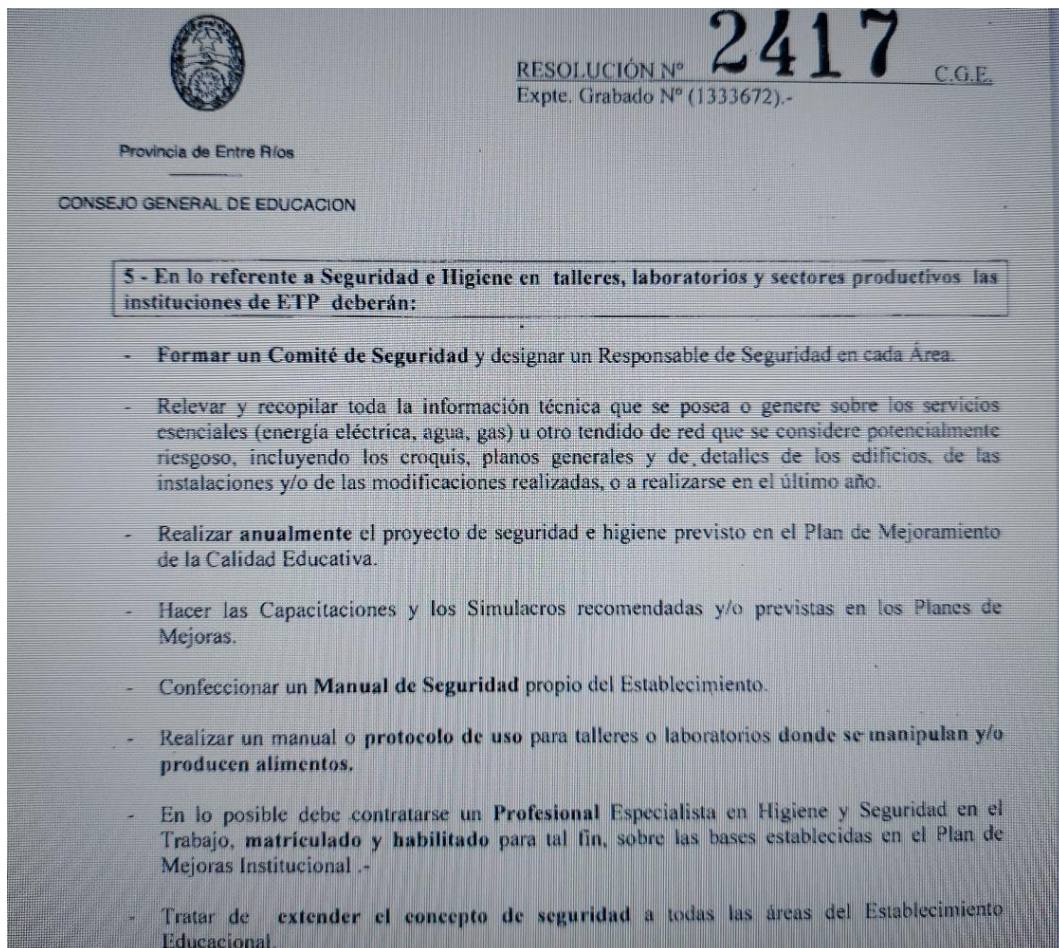 2417
RESOLUCIÓN Nº C.G.E.
Expte. Grabado Nº (1333672).-
Provincia de Entre Ríos
CONSEJO GENERAL DE EDUCACION
5 - En lo referente a Seguridad e Higiene en talleres, laboratorios y sectores productivos las
instituciones de ETP deberán:
- Formar un Comité de Seguridad y designar un Responsable de Seguridad en cada Área.
- Relevar y recopilar toda la información técnica que se posea o genere sobre los servicios
esenciales (energía eléctrica, agua, gas) u otro tendido de red que se considere potencialmente
riesgoso, incluyendo los croquis, planos generales y de detalles de los edificios, de las
instalaciones y/o de las modificaciones realizadas, o a realizarse en el último año.
- Realizar anualmente el proyecto de seguridad e higiene previsto en el Plan de Mejoramiento
de la Calidad Educativa.
- Hacer las Capacitaciones y los Simulacros recomendadas y/o previstas en los Planes de
Mejoras.
- Confeccionar un Manual de Seguridad propio del Establecimiento.
- Realizar un manual o protocolo de uso para talleres o laboratorios donde se manipulan y/o
producen alimentos.
- En lo posible debe contratarse un Profesional Especialista en Higiene y Seguridad en el
Trabajo, matriculado y habilitado para tal fin, sobre las bases establecidas en el Plan de
Mejoras Institucional .-
- Tratar de extender el concepto de seguridad a todas las áreas del Establecimiento
Educacional.